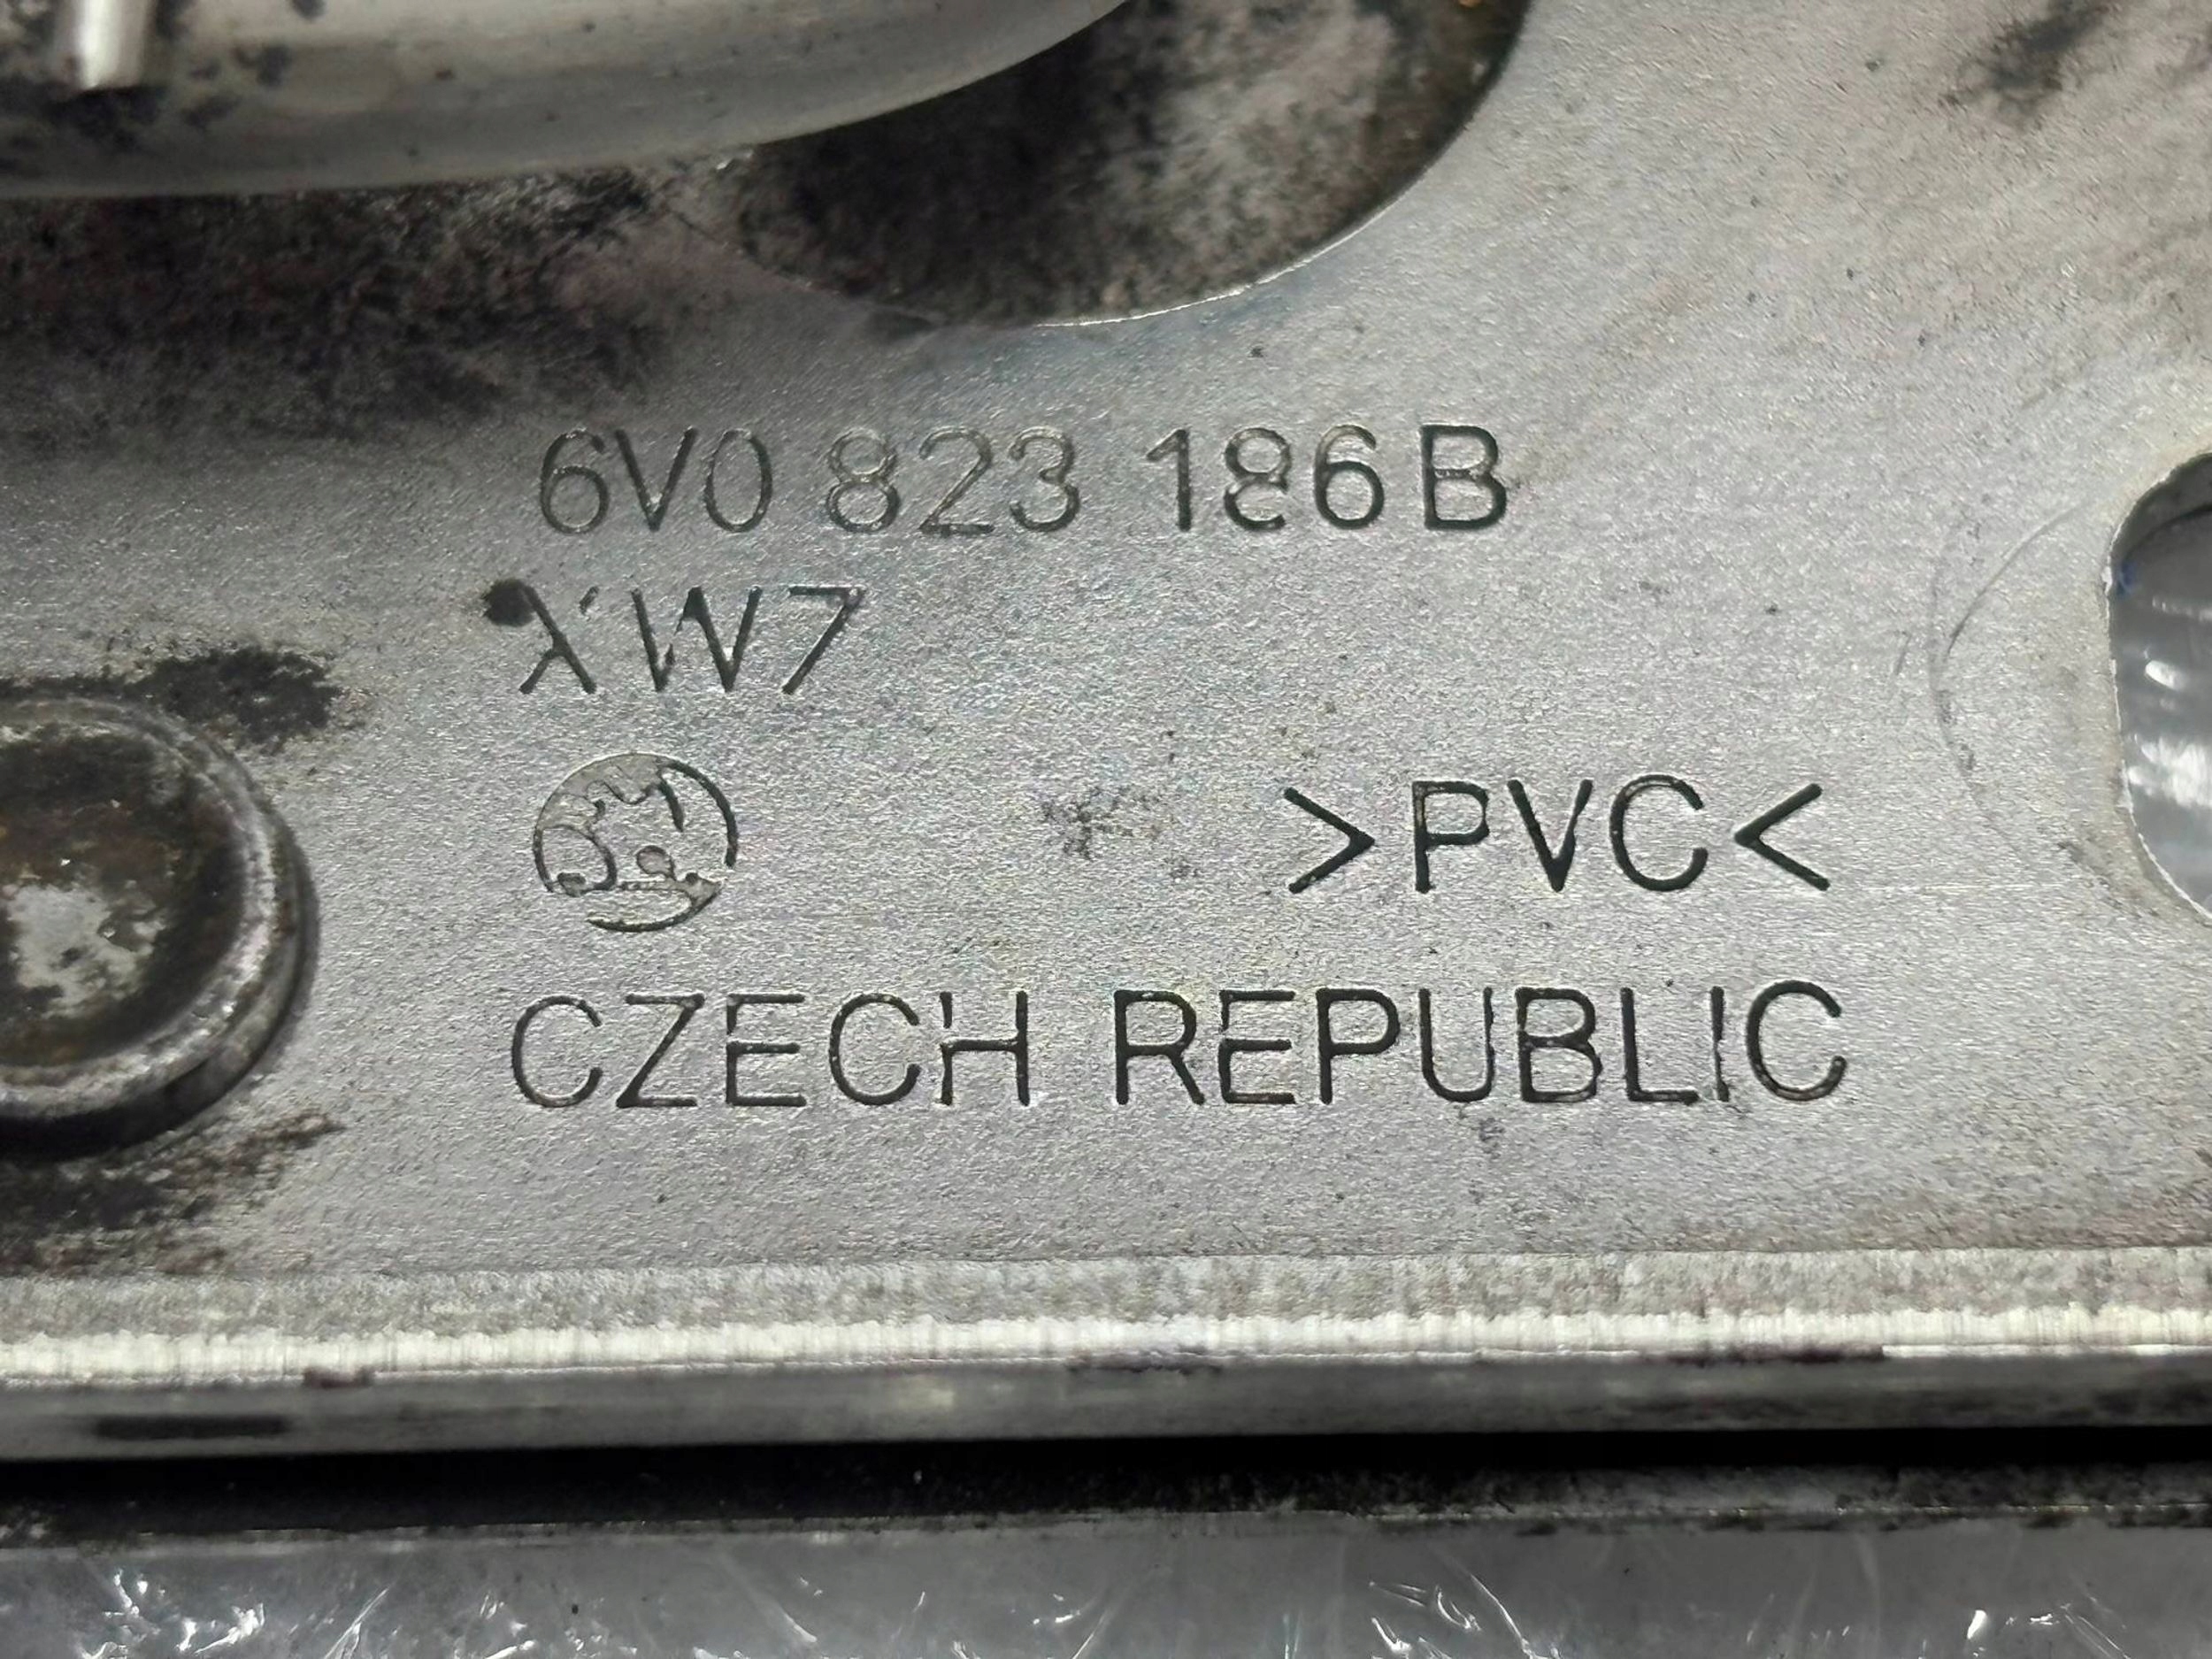 6V0 823 186 B
XW7
>PVC<
CZECH REPUBLIC